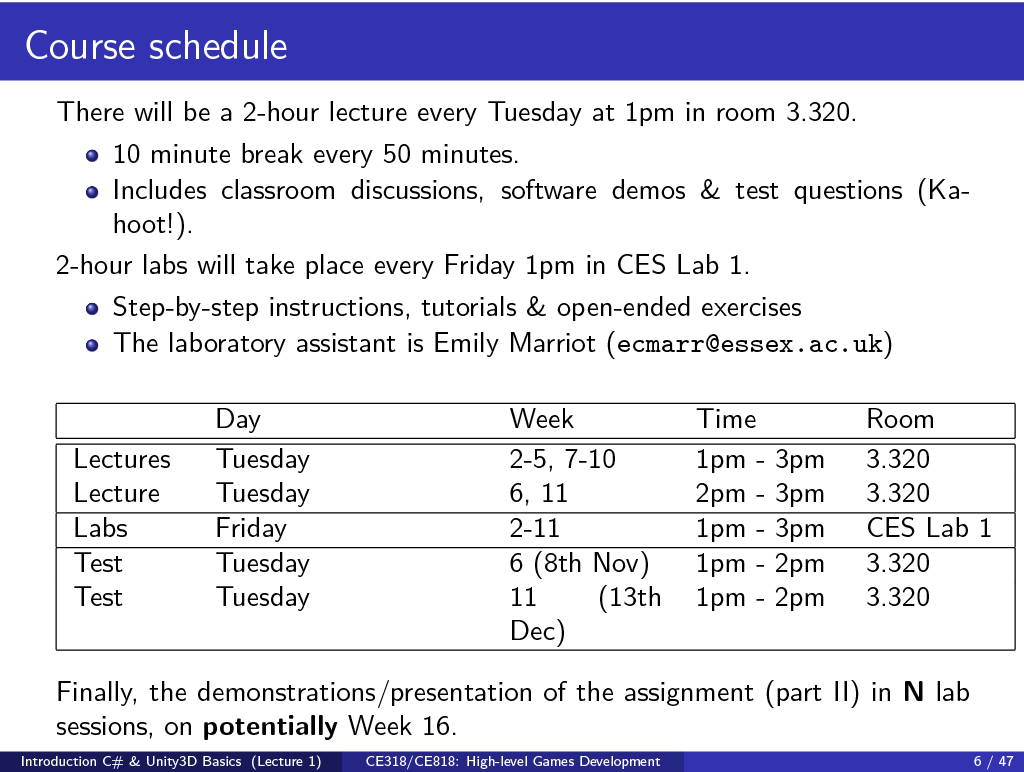 Course schedule
There will be a 2-hour lecture every Tuesday at 1pm in room 3.320.
10 minute break every 50 minutes.
Includes classroom discussions, software demos & test questions (Ka-
hoot!).
2-hour labs will take place every Friday 1pm in CES Lab 1.
Step-by-step instructions, tutorials & open-ended exercises
The laboratory assistant is Emily Marriot (ecmarr@essex.ac.uk)
Day Week Time Room
Lectures Tuesday 2-5, 7-10 1pm - 3pm 3.320
Lecture Tuesday 6, 11 2pm - 3pm 3.320
Labs Friday 2-11 1pm - 3pm CES Lab 1
Test Tuesday 6 (8th Nov) 1pm - 2pm 3.320
Test Tuesday 11 (13th 1pm - 2pm 3.320
Dec)
Finally, the demonstrations/presentation of the assignment (part II) in N lab
sessions, on potentially Week 16.
Introduction C# & Unity3D Basics (Lecture 1) CE318/CE818: High-level Games Development 6 / 47